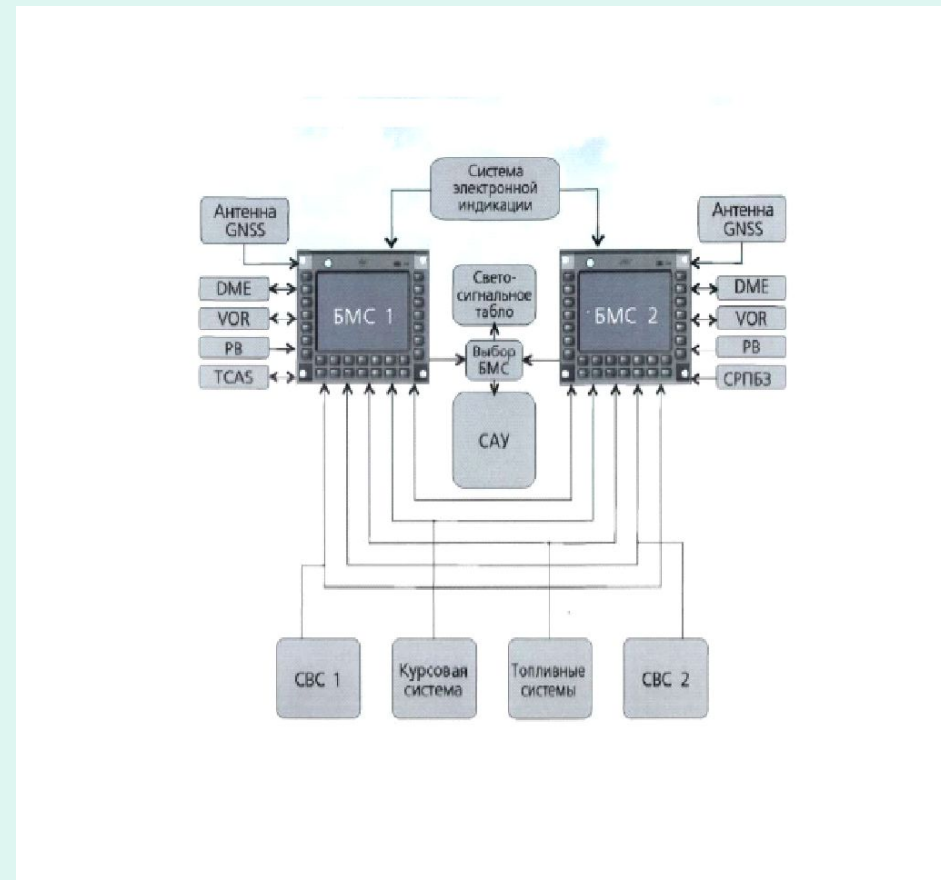 Система
электронной
индикации
Антенна
GNSS
Антенна
GNSS
DME
VOR
РВ
TCAS
БМС 1
Свето-
сигнальное
табло
Выбор
БМС
САУ
БМС 2
DME
VOR
РВ
СРПБЗ
СВС 1
Курсовая
система
Топливные
системы
СВС 2